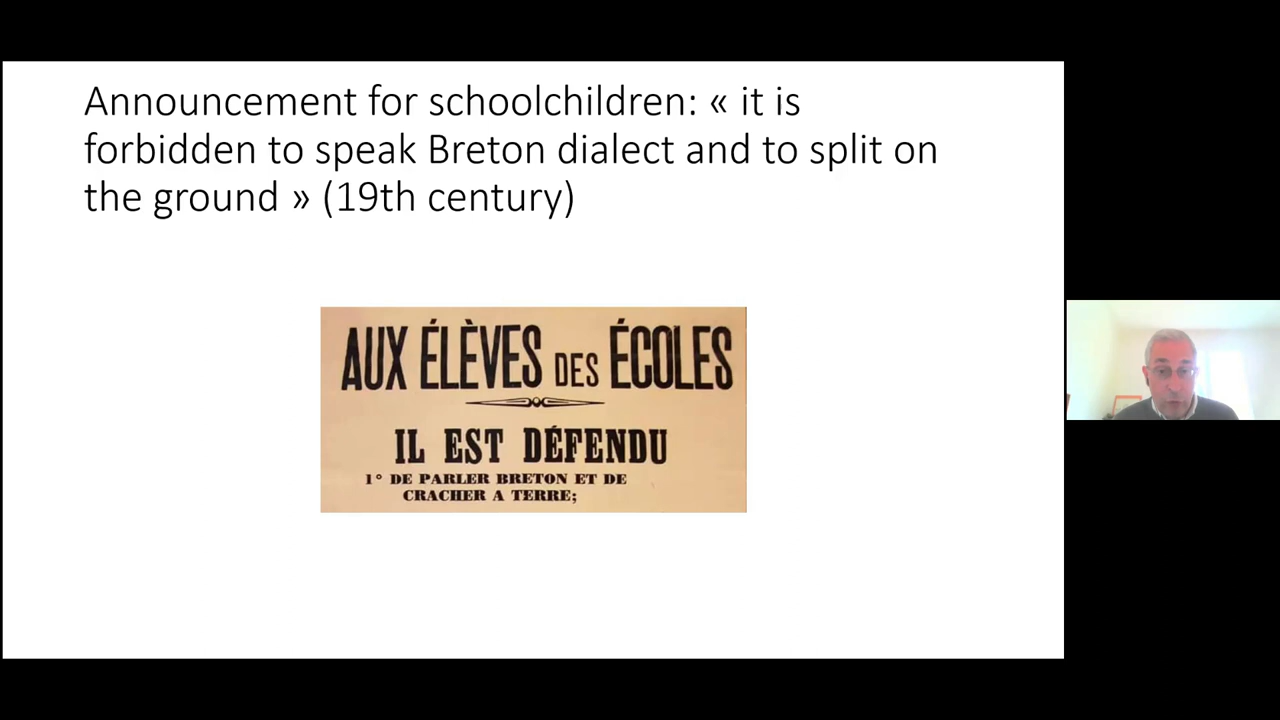 Announcement for schoolchildren: « it is
forbidden to speak Breton dialect and to split on
the ground » (19th century)
AUX ÉLÈVES DES ÉCOLES
IL EST DÉFENDU
1° DE PARLER BRETON ET DE
CRACHER A TERRE;